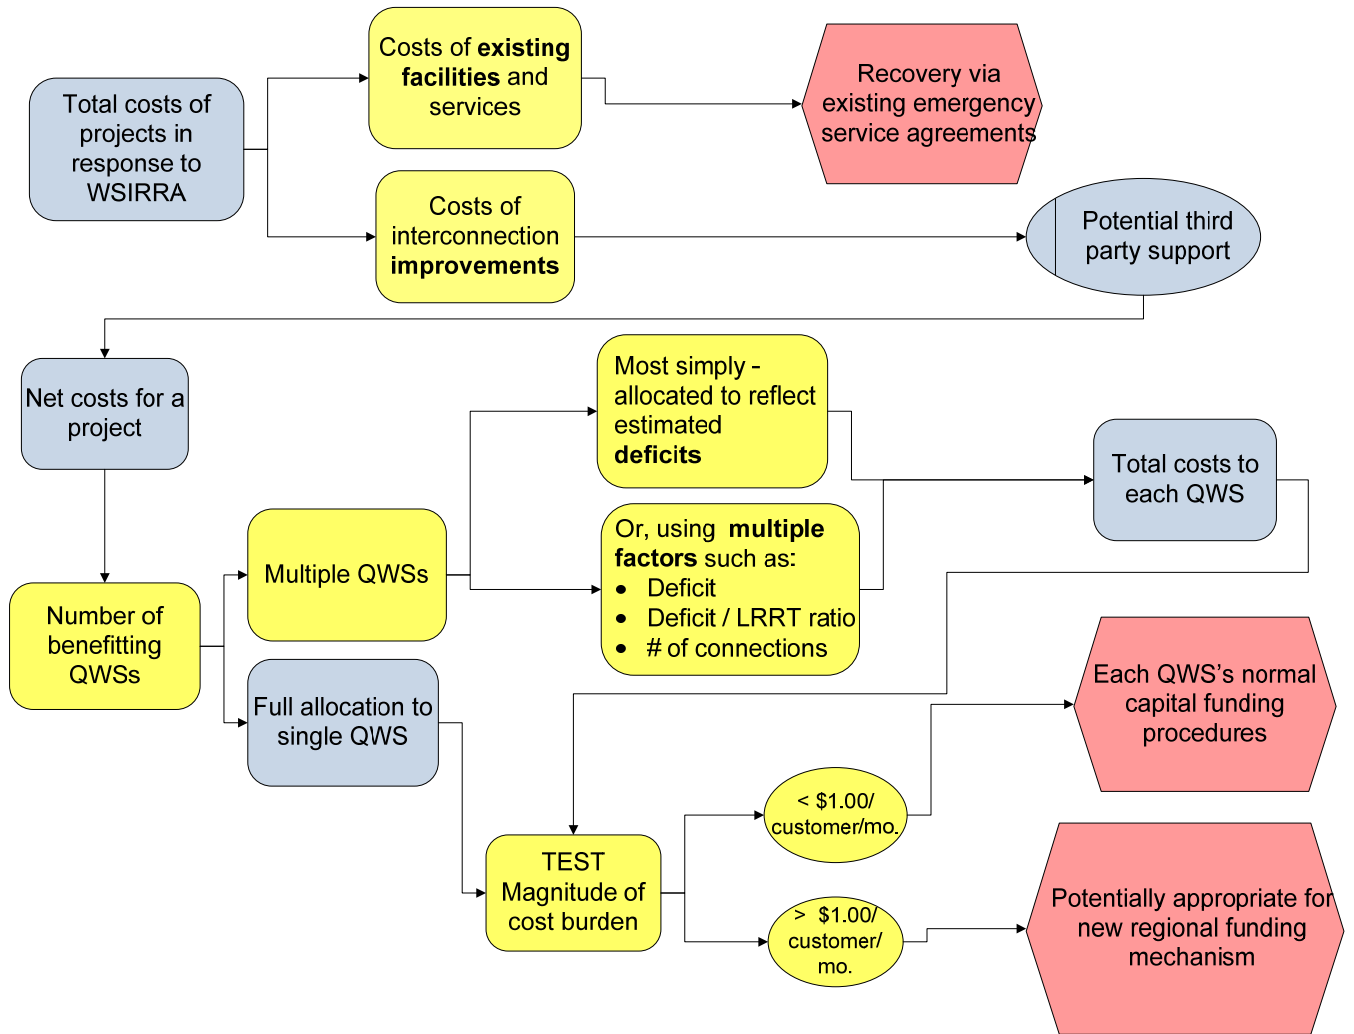 Total costs of
projects in
response to
WSIRRA
Costs of existing
facilities and
services
Recovery via
existing emergency
service agreements
Costs of
interconnection
improvements
Potential third
party support
Net costs for a
project
Most simply -
allocated to reflect
estimated
deficits
Total costs to
each QWS
Number of
benefitting
QWSs
Multiple QWSs
Or, using multiple
factors such as:
• Deficit
• Deficit / LRRT ratio
• # of connections
Full allocation to
single QWS
Each QWS's normal
capital funding
procedures
TEST
Magnitude of
cost burden
< $1.00/
customer/mo.
> $1.00/
customer/
mo.
Potentially appropriate for
new regional funding
mechanism